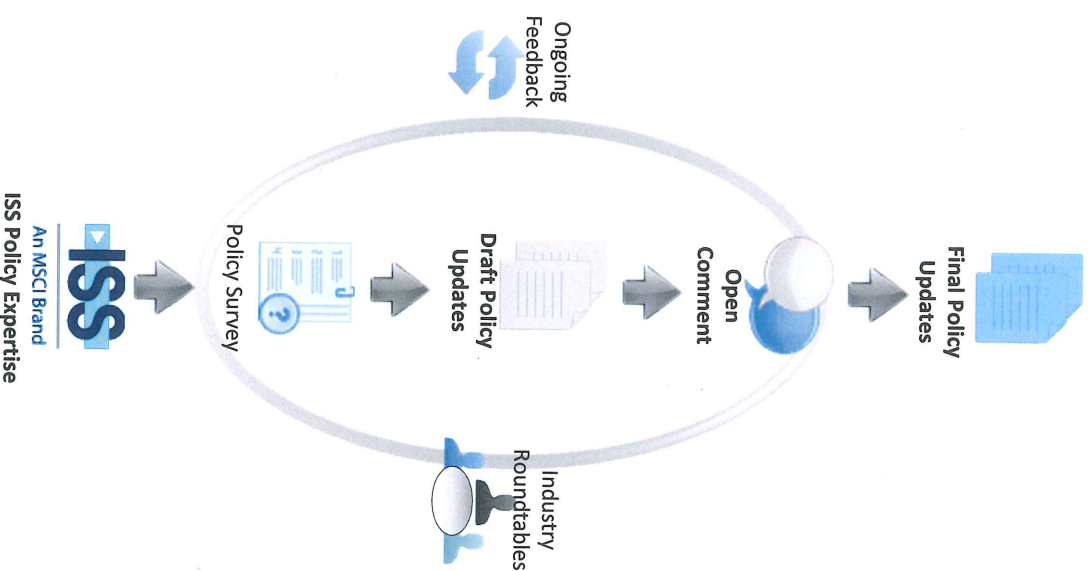 Final Policy
Updates
Open
Comment
Ongoing
Feedback
Industry
Roundtables
Draft Policy
Updates
Policy Survey
ISS
An MSCI Brand
ISS Policy Expertise